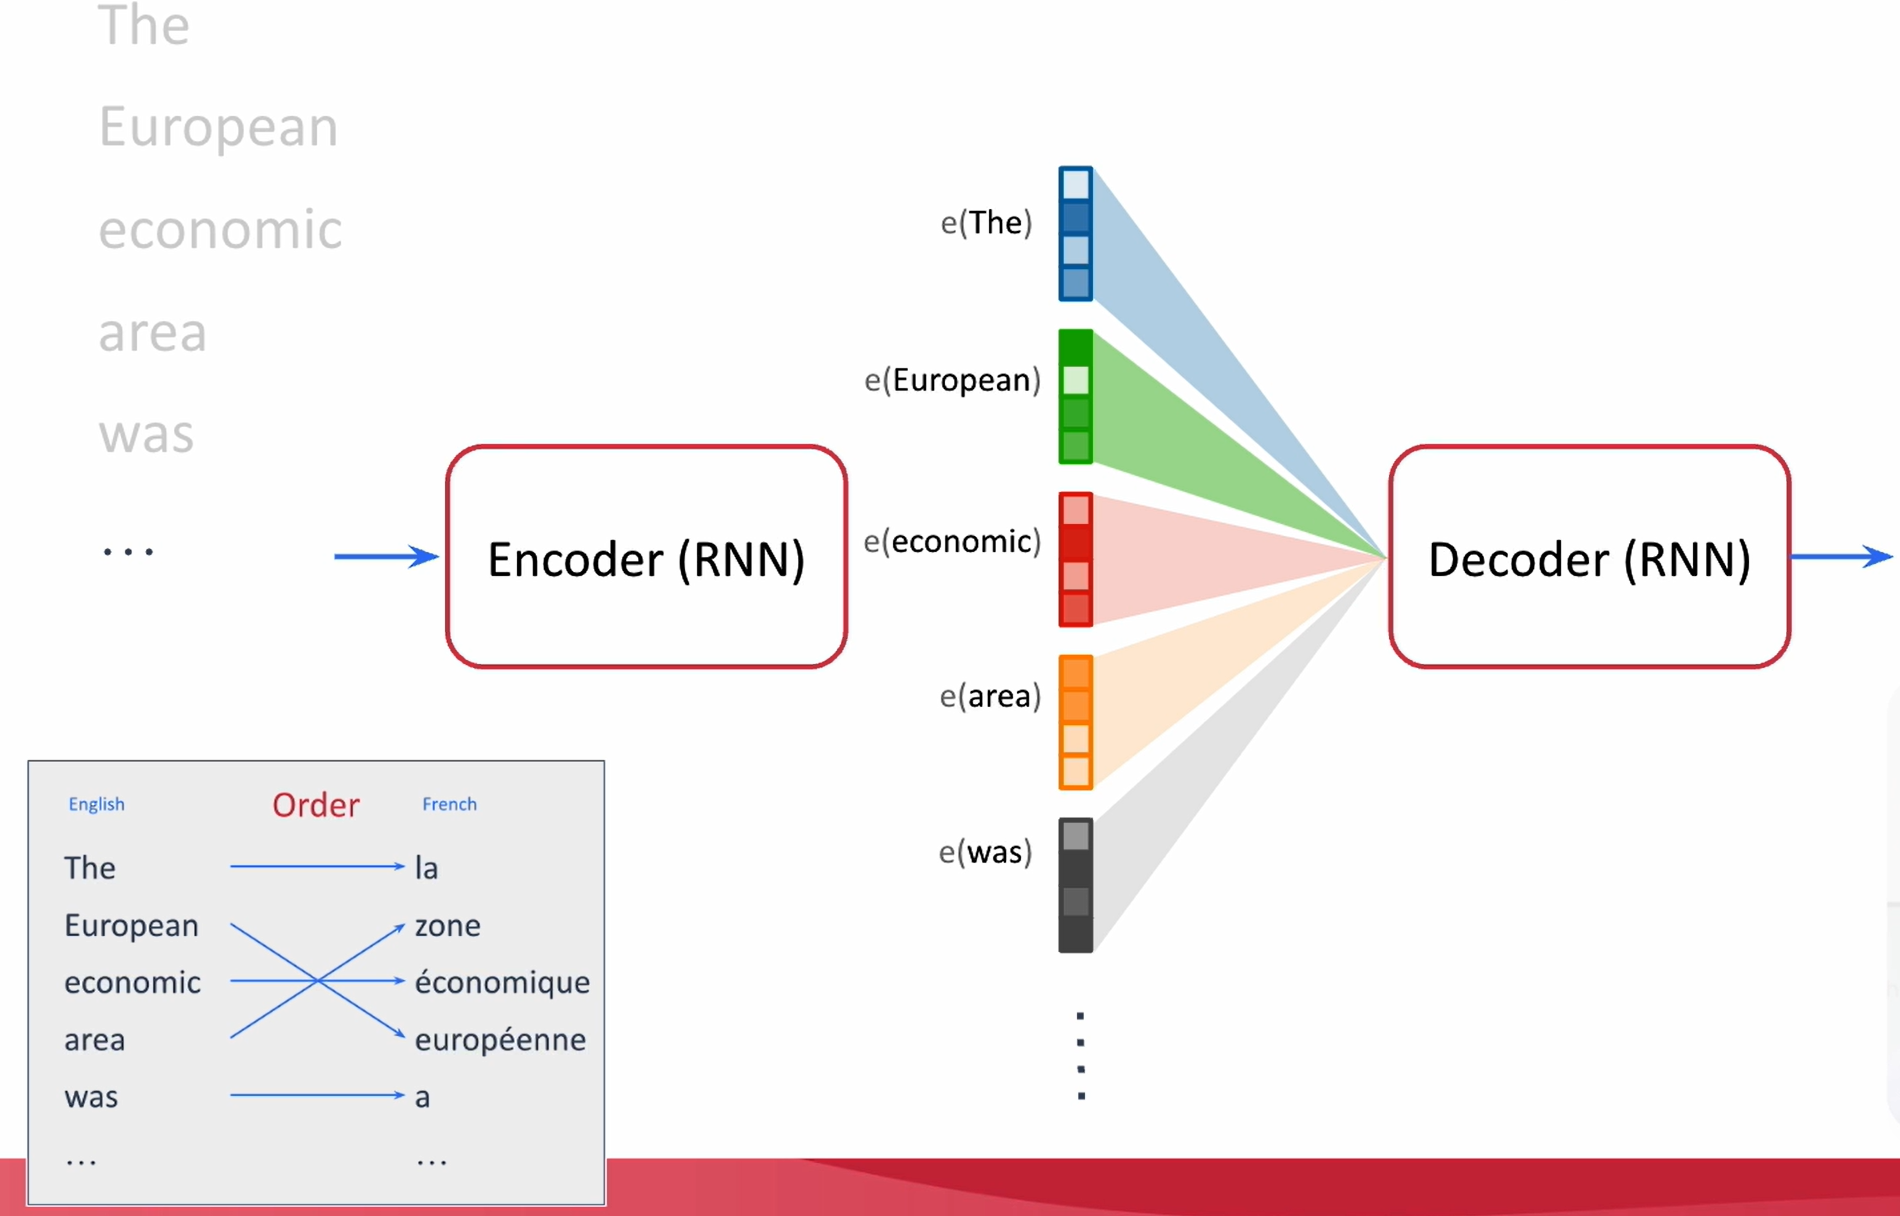 The
European
economic
area
was
...
Encoder (RNN)
e(The)
e(European)
e(economic)
e(area)
e(was)
Decoder (RNN)
English Order French
The la
European zone
economic économique
area européenne
was a
... ...